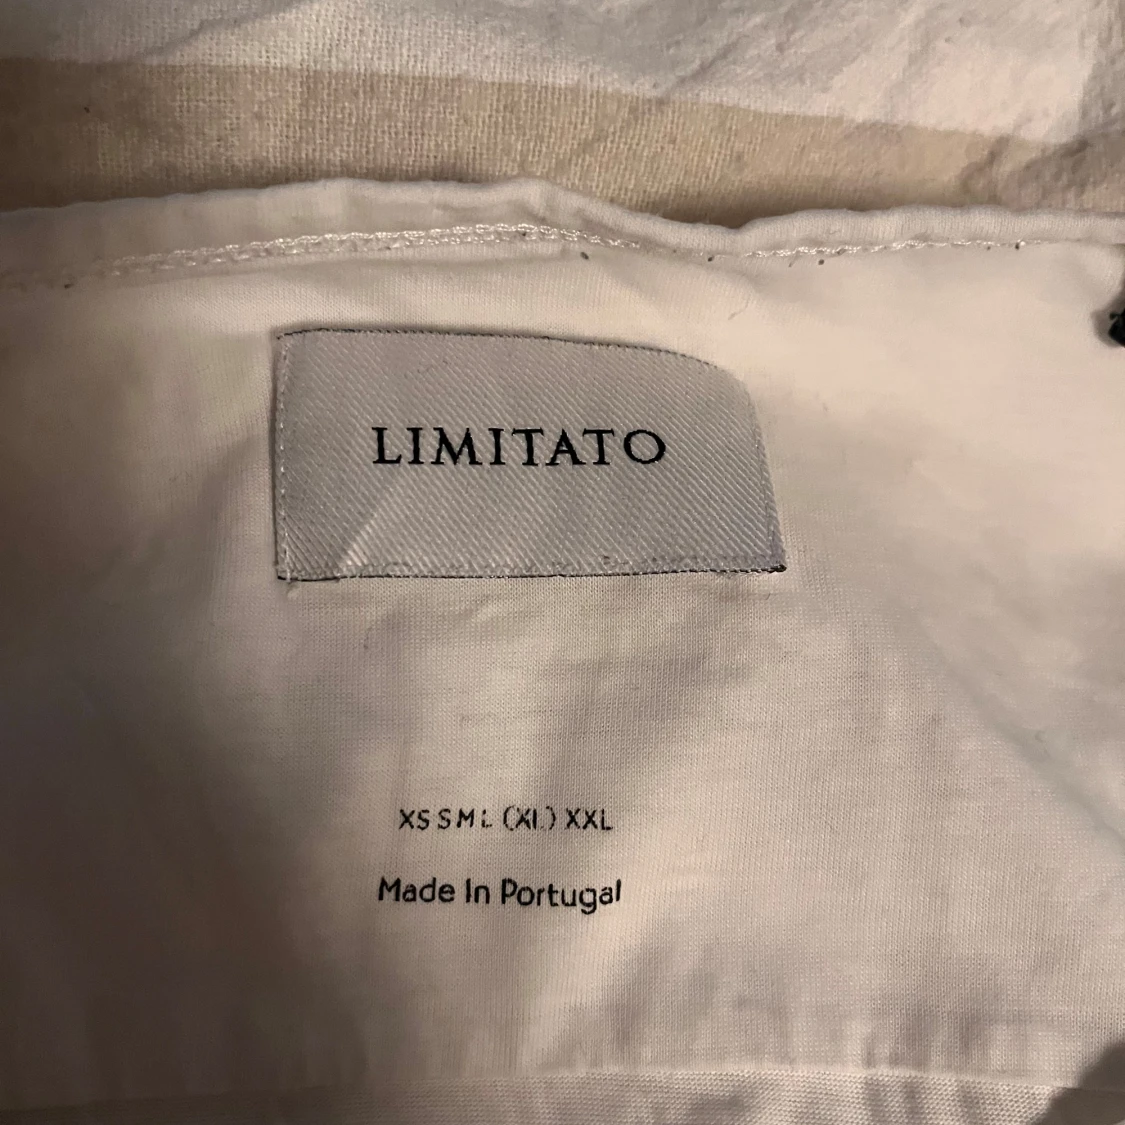 LIMITATO
XS S M L (XL) XXL
Made In Portugal